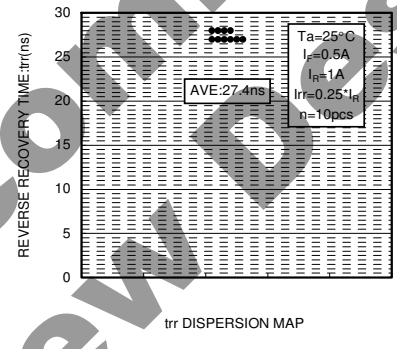 30
25
20
15
10
5
0
REVERSE RECOVERY TIME:trr(ns)
Ta=25°C
IF=0.5A
IR=1A
Irr=0.25*IR
n=10pcs
AVE:27.4ns
trr DISPERSION MAP